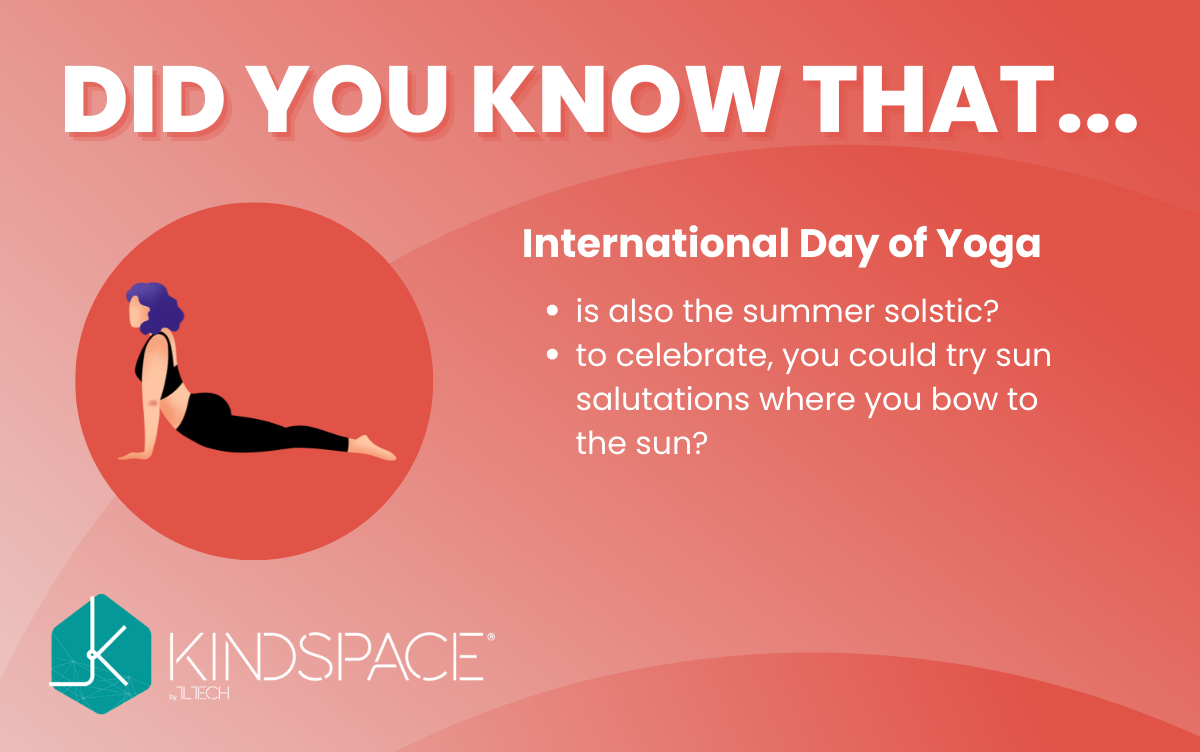 DID YOU KNOW THAT...
International Day of Yoga
• is also the summer solstic?
• to celebrate, you could try sun
salutations where you bow to
the sun?
KINDSPACE®
by TLTECH